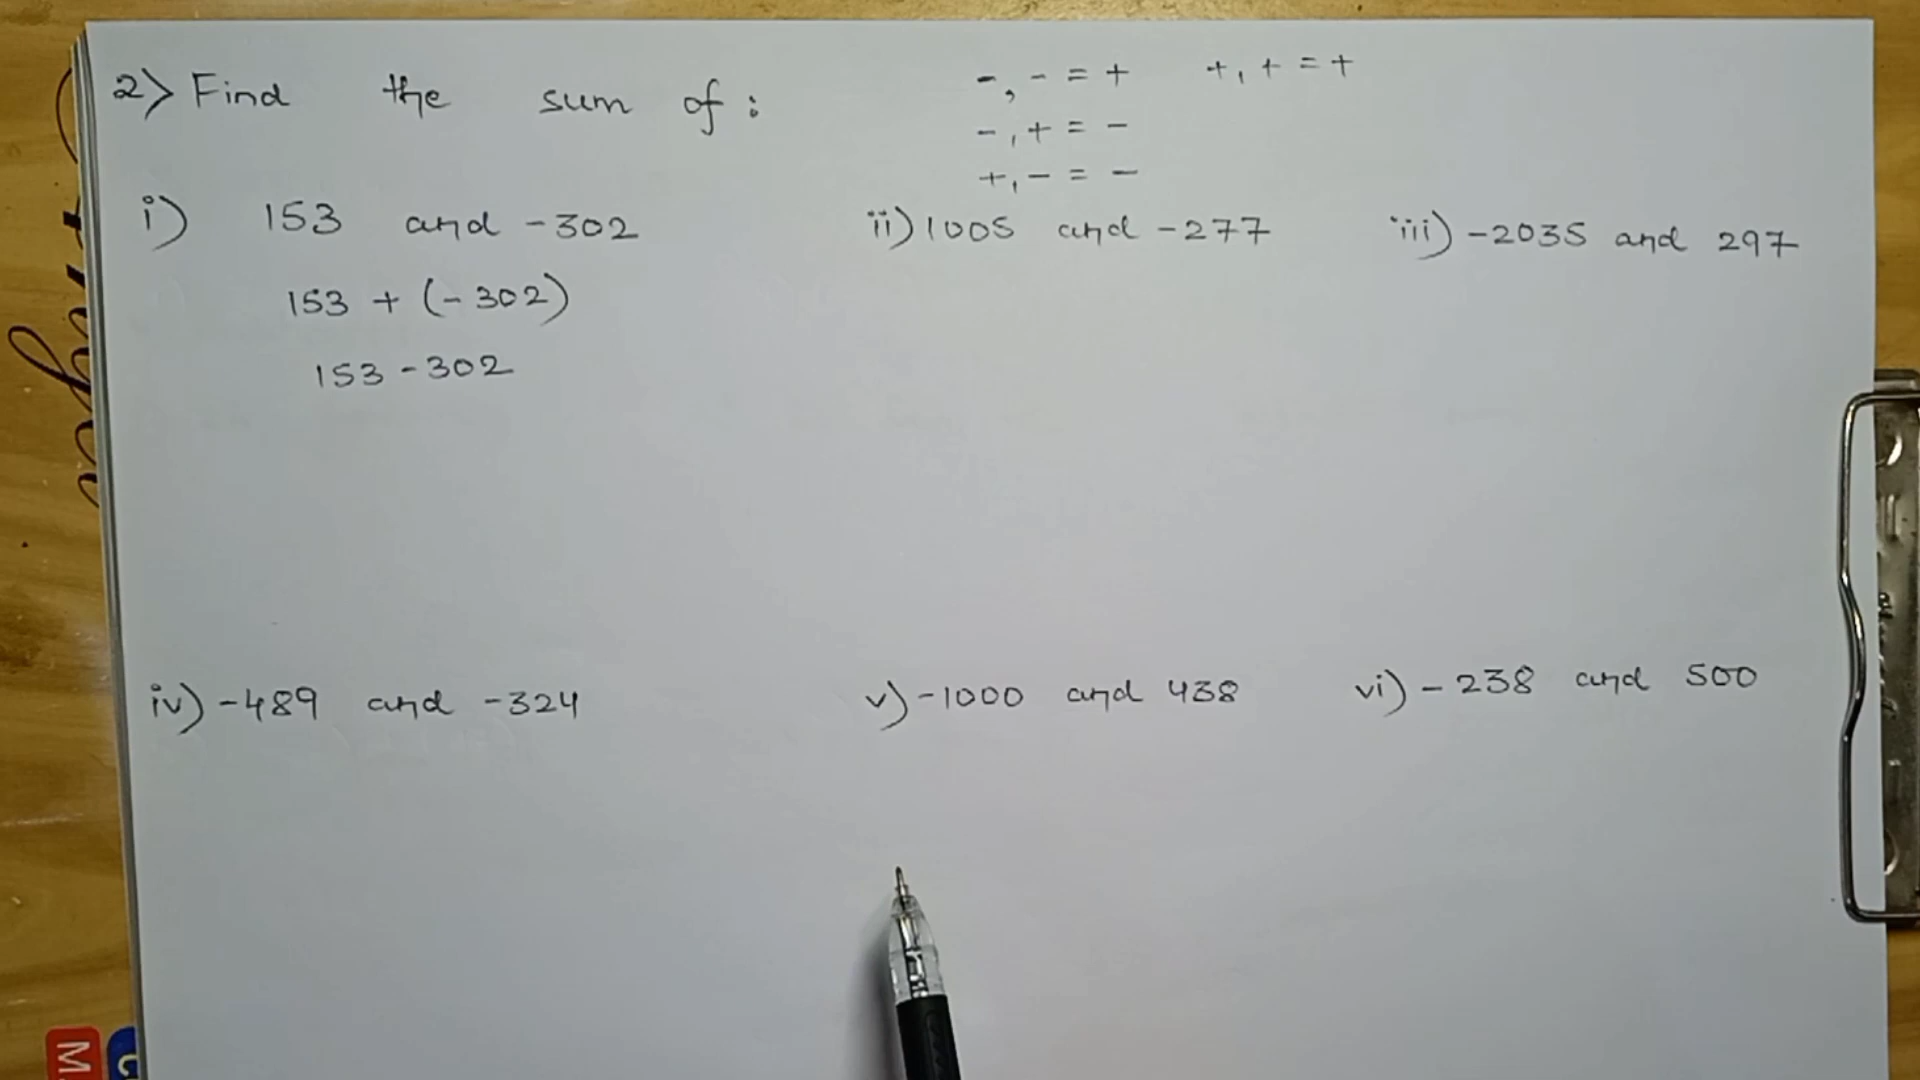 2) Find the sum of :
-, - = + +, + = +
-, + = -
+, - = -
i) 153 and -302
153 + (-302)
153 - 302
ii) 1005 and -277
iii) -2035 and 297
iv) -489 and -324
v) -1000 and 438
vi) -238 and 500